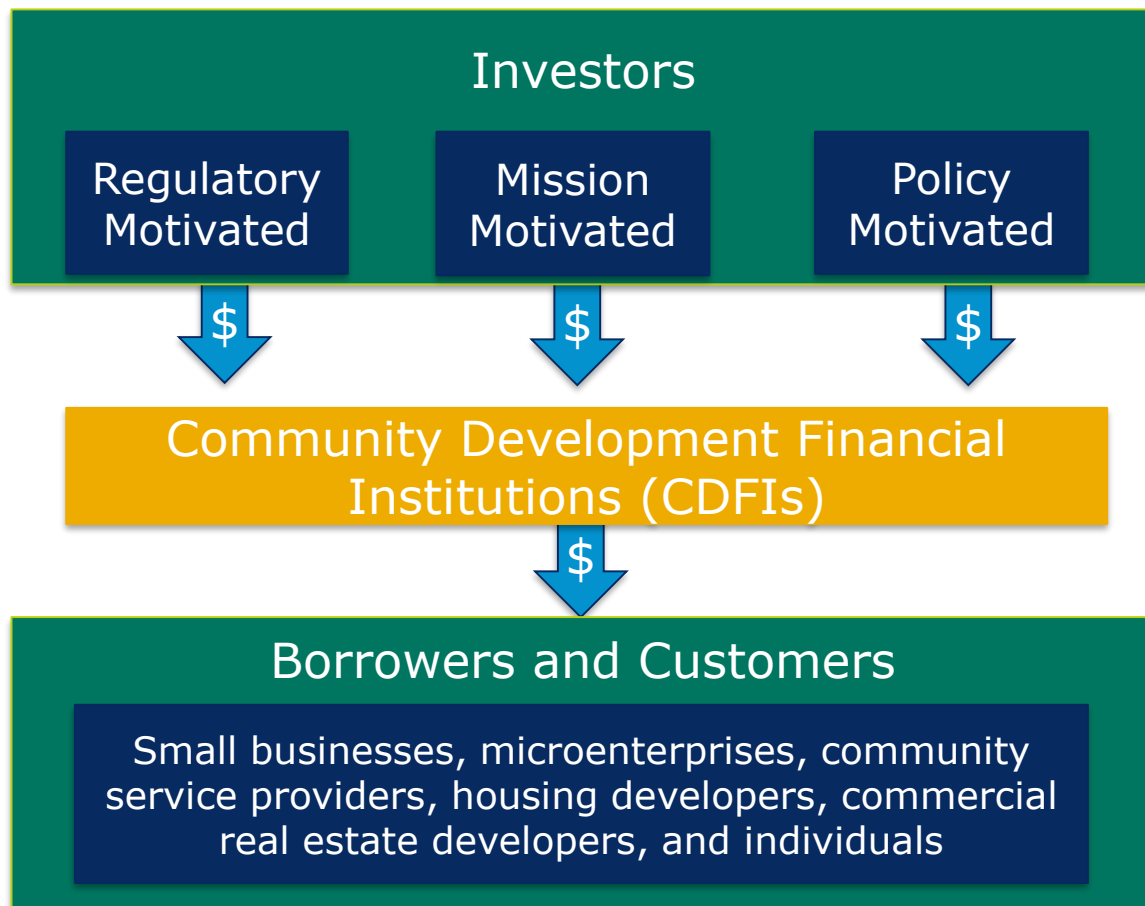 Investors
Regulatory
Motivated
Mission
Motivated
Policy
Motivated
$
$
$
Community Development Financial
Institutions (CDFIs)
$
Borrowers and Customers
Small businesses, microenterprises, community
service providers, housing developers, commercial
real estate developers, and individuals